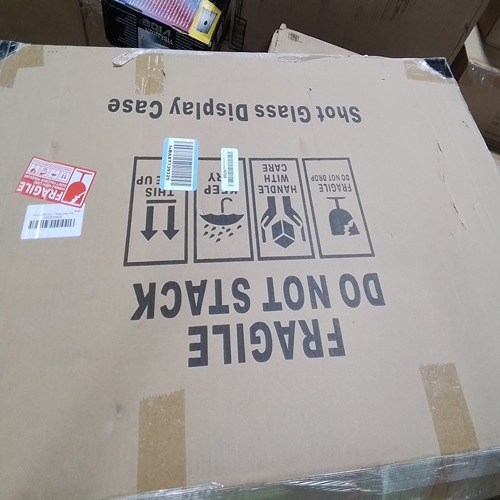 FRAGILE
DO NOT STACK
FRAGILE
DO NOT DROP
HANDLE
WITH
CARE
KEEP
RY
THIS
E UP
Shot Glass Display Case
FRAGILE